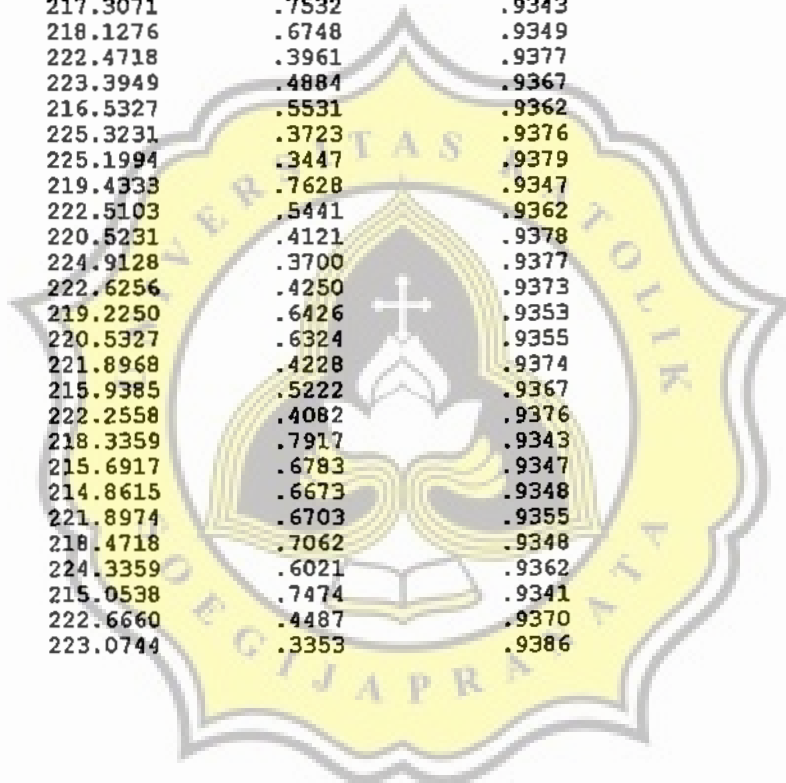 217.3071 .7532 .9343
218.1276 .6748 .9349
222.4718 .3961 .9377
223.3949 .4884 .9367
216.5327 .5531 .9362
225.3231 .3723 .9376
225.1994 .3447 .9379
219.4333 .7628 .9347
222.5103 .5441 .9362
220.5231 .4121 .9378
224.9128 .3700 .9377
222.6256 .4250 .9373
219.2250 .6426 .9353
220.5327 .6324 .9355
221.8968 .4228 .9374
215.9385 .5222 .9367
222.2558 .4082 .9376
218.3359 .7917 .9343
215.6917 .6783 .9347
214.8615 .6673 .9348
221.8974 .6703 .9355
218.4718 .7062 .9348
224.3359 .6021 .9362
215.0538 .7474 .9341
222.6660 .4487 .9370
223.0744 .3353 .9386
UNIVERSITAS KATOLIK
SOEGIJAPRANATA